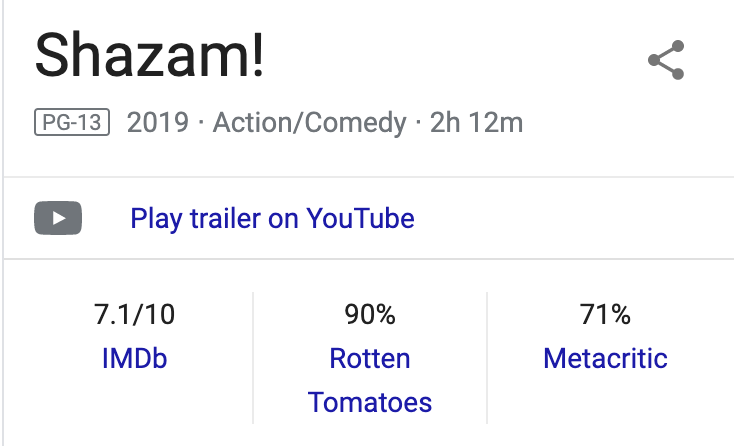 Shazam!
PG-13 2019 · Action/Comedy · 2h 12m
Play trailer on YouTube
7.1/10 90% 71%
IMDb Rotten Tomatoes Metacritic